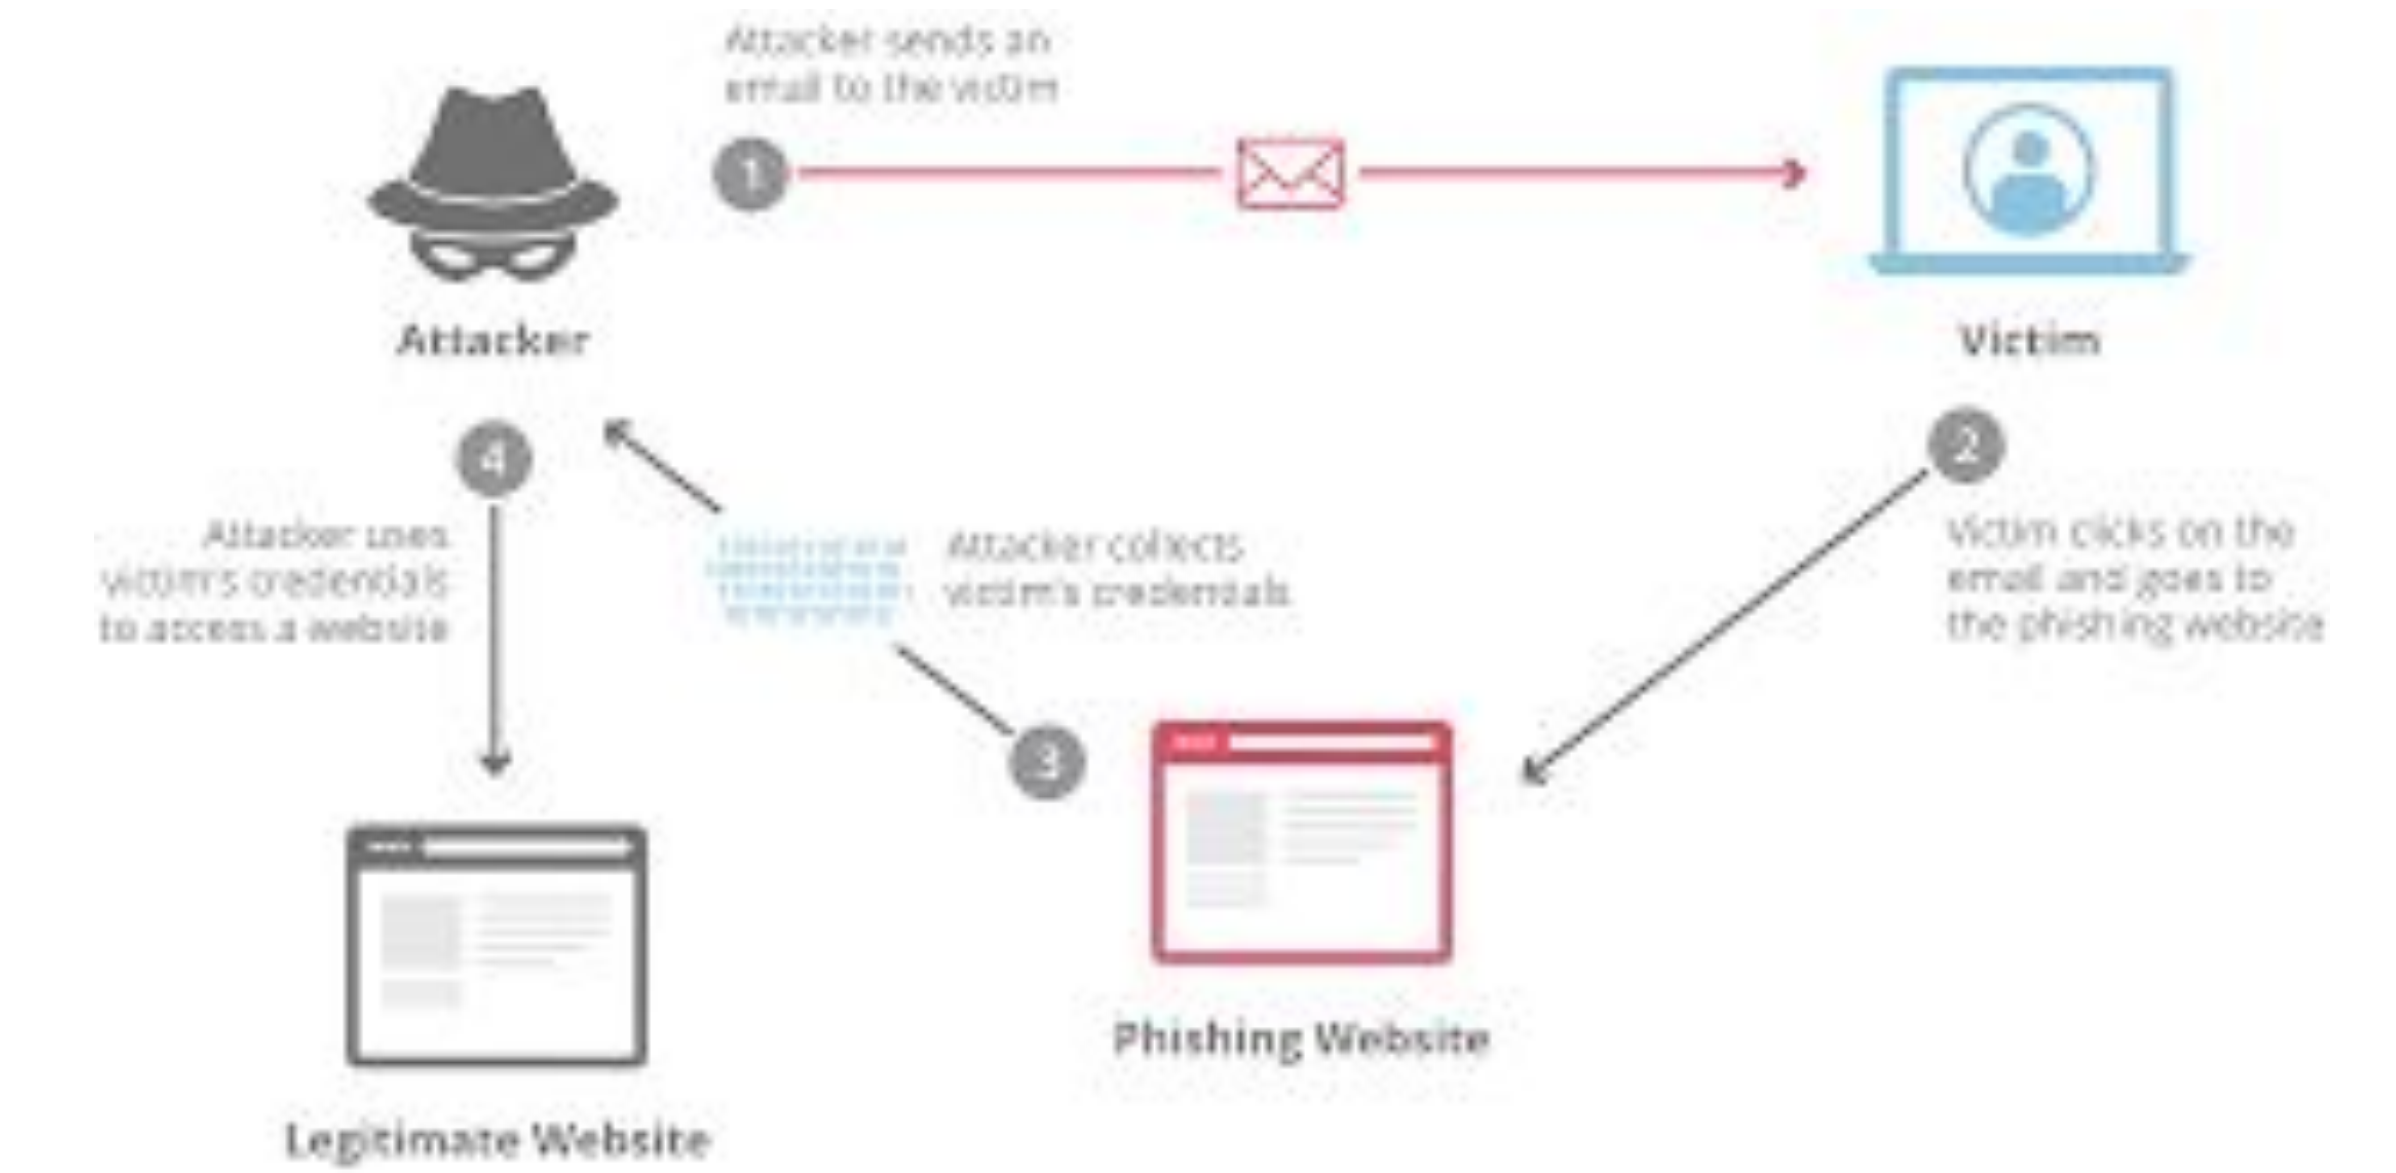 Attacker sends an
email to the victim
1
Attacker
Victim
4
2
Attacker uses
victim's credentials
to access a website
Attacker collects
victim's credentials
Victim clicks on the
email and goes to
the phishing website
3
Phishing Website
Legitimate Website